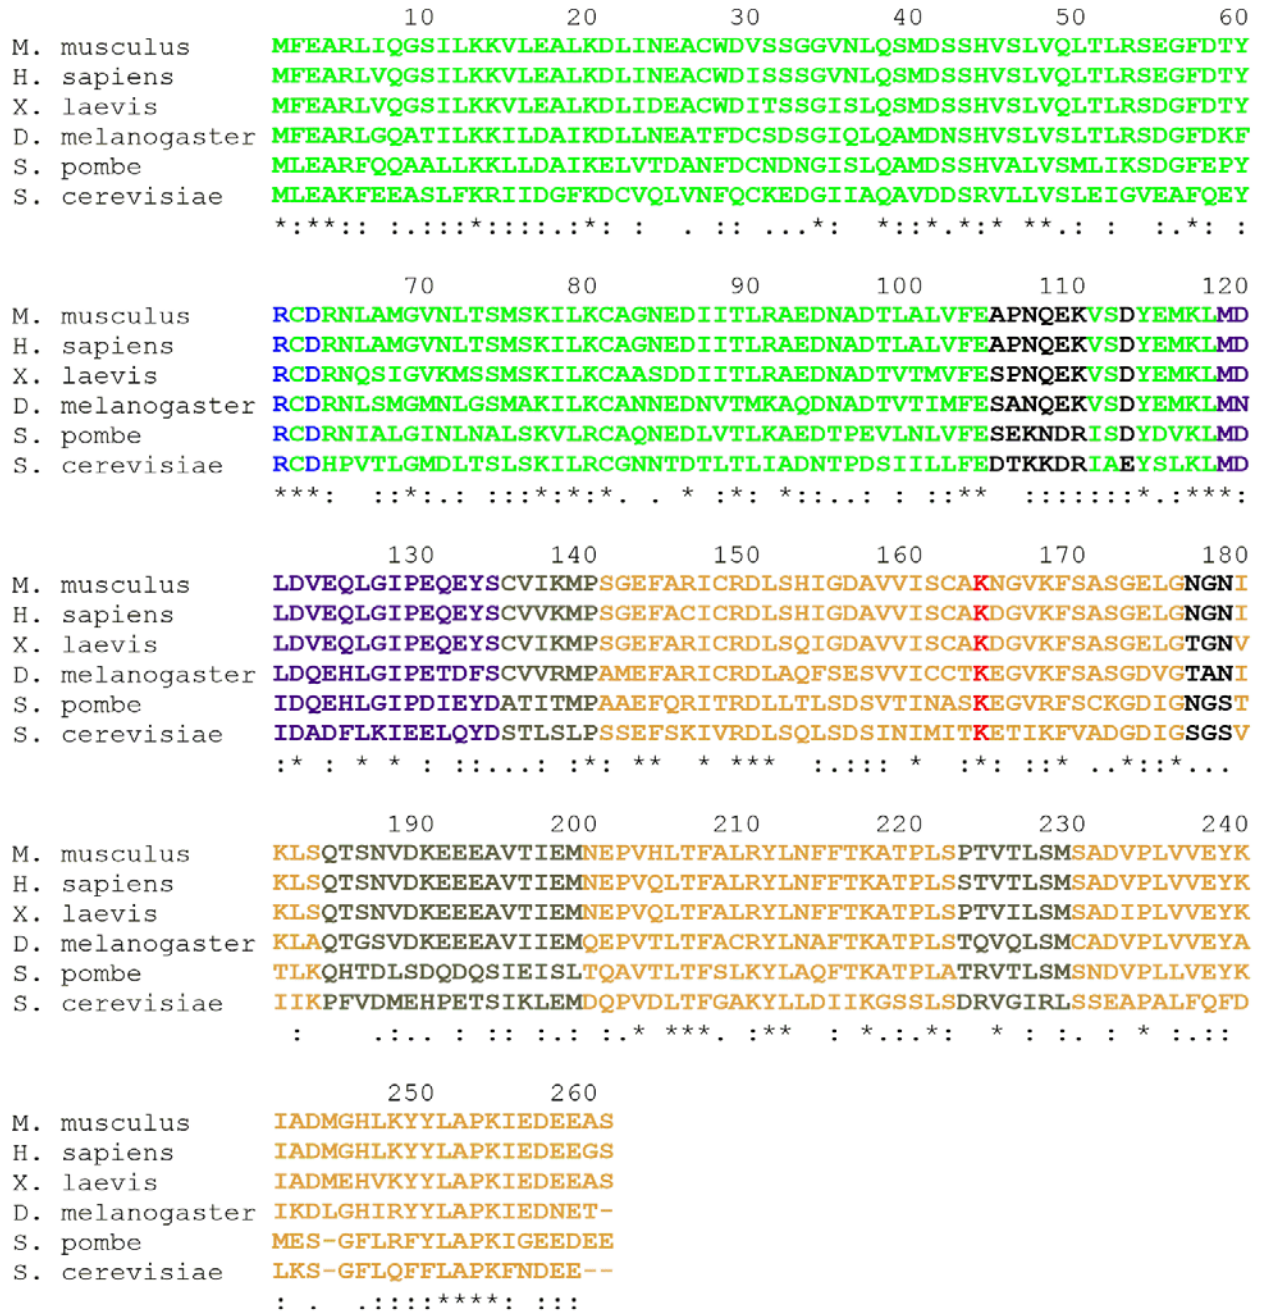 10 20 30 40 50 60
M. musculus MFEARLIQGSILKKVLEALKDLINEACWDVSSGGVNLQSMDSSHVSLVQLTLRSEGFDTY
H. sapiens MFEARLVQGSILKKVLEALKDLINEACWDISSSGVNLQSMDSSHVSLVQLTLRSEGFDTY
X. laevis MFEARLVQGSILKKVLEALKDLIDEACWDITSSGISLQSMDSSHVSLVQLTLRSDGFDTY
D. melanogaster MFEARLGQATILKKILDAIKDLLNEATFDCSDSGIQLQAMDNSHVSLVSLTLRSDGFDKF
S. pombe MLEARFQQAALLKKLLDAIKELVTDANFDCNDNGISLQAMDSSHVALVSMLIKSDGFEPY
S. cerevisiae MLEAKFEEASLFKRIIDGFKDCVQLVNFQCKEDGIIAQAVDDSRVLLVSLEIGVEAFQEY
*:**:: :.:::*::::.:*: : . :: ...*: *::*.*:* **.: : :.*: :
70 80 90 100 110 120
M. musculus RCDRNLAMGVNLTSMSKILKCAGNEDIITLRAEDNADTLALVFEAPNQEKVSDYEMKLMD
H. sapiens RCDRNLAMGVNLTSMSKILKCAGNEDIITLRAEDNADTLALVFEAPNQEKVSDYEMKLMD
X. laevis RCDRNQSIGVKMSSMSKILKCAASDDIITLRAEDNADTVTMVFESPNQEKVSDYEMKLMD
D. melanogaster RCDRNLSMGMNLGSMAKILKCANNEDNVTMKAQDNADTVTIMFESANQEKVSDYEMKLMN
S. pombe RCDRNIALGINLNALSKVLRCAQNEDLVTLKAEDTPEVLNLVFESEKNDRISDYDVKLMD
S. cerevisiae RCDHPVTLGMDLTSLSKILRCGNNTDTLTLIADNTPDSIILLFEDTKKDRIAEYSLKLMD
***: ::*:.: :::*:*:*. . * :*: *::..: : ::** :::::::*.:***:
130 140 150 160 170 180
M. musculus LDVEQLGIPEQEYSCVIKMPSGEFARICRDLSHIGDAVVISCAKNGVKFSASGELGNGNI
H. sapiens LDVEQLGIPEQEYSCVVKMPSGEFACICRDLSHIGDAVVISCAKDGVKFSASGELGNGNI
X. laevis LDVEQLGIPEQEYSCVIKMPSGEFARICRDLSQIGDAVVISCAKDGVKFSASGELGTGNV
D. melanogaster LDQEHLGIPETDFSCVVRMPAMEFARICRDLAQFSESVVICCTKEGVKFSASGDVGTANI
S. pombe IDQEHLGIPDIEYDATITMPAAEFQRITRDLLTLSDSVTINASKEGVRFSCKGDIGNGST
S. cerevisiae IDADFLKIEELQYDSTLSLPSSEFSKIVRDLSQLSDSINIMITKETIKFVADGDIGSGSV
:* : * * : ::...: :*: ** * *** :.::: * :*: ::* ..*::*...
190 200 210 220 230 240
M. musculus KLSQTSNVDKEEEAVTIEMNEPVHLTFALRYLNFFTKATPLSPTVTLSMSADVPLVVEYK
H. sapiens KLSQTSNVDKEEEAVTIEMNEPVQLTFALRYLNFFTKATPLSSTVTLSMSADVPLVVEYK
X. laevis KLSQTSNVDKEEEAVTIEMNEPVQLTFALRYLNFFTKATPLSPTVILSMSADIPLVVEYK
D. melanogaster KLAQTGSVDKEEEAVIIEMQEPVTLTFACRYLNAFTKATPLSTQVQLSMCADVPLVVEYA
S. pombe TLKQHTDLSDQDQSIEISLTQAVTLTFSLKYLAQFTKATPLATRVTLSMSNDVPLLVEYK
S. cerevisiae IIKPFVDMEHPETSIKLEMDQPVDLTFGAKYLLDIIKGSSLSDRVGIRLSSEAPALFQFD
: .:.. : :: :.: :.* ***. :** : *.:.*: * : :. : * :.::
250 260
M. musculus IADMGHLKYYLAPKIEDEEAS
H. sapiens IADMGHLKYYLAPKIEDEEGS
X. laevis IADMEHVKYYLAPKIEDEEAS
D. melanogaster IKDLGHIRYYLAPKIEDNET-
S. pombe MES-GFLRFYLAPKIGEEDEE
S. cerevisiae LKS-GFLQFFLAPKFNDEE--
: . .::::****: :::